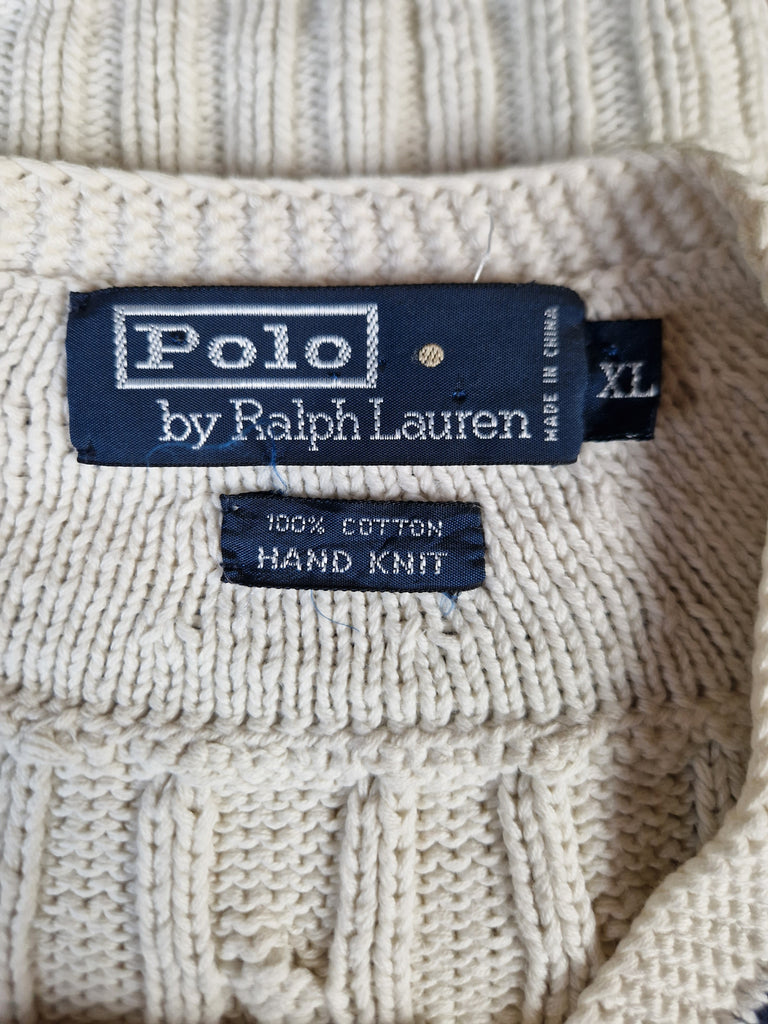 Polo
by Ralph Lauren
MADE IN CHINA
XL
100% COTTON
HAND KNIT